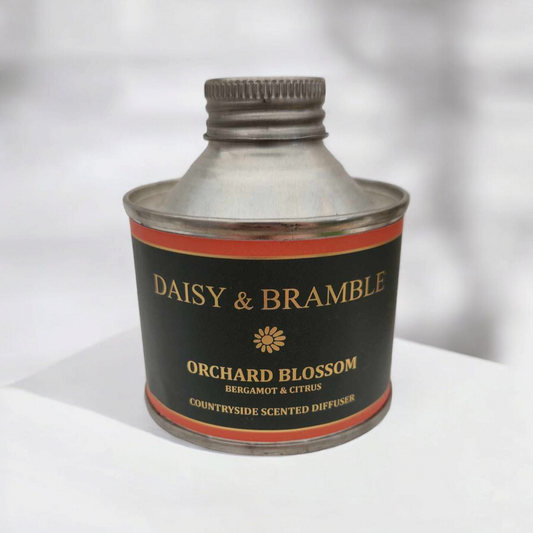 DAISY & BRAMBLE
ORCHARD BLOSSOM
BERGAMOT & CITRUS
COUNTRYSIDE SCENTED DIFFUSER